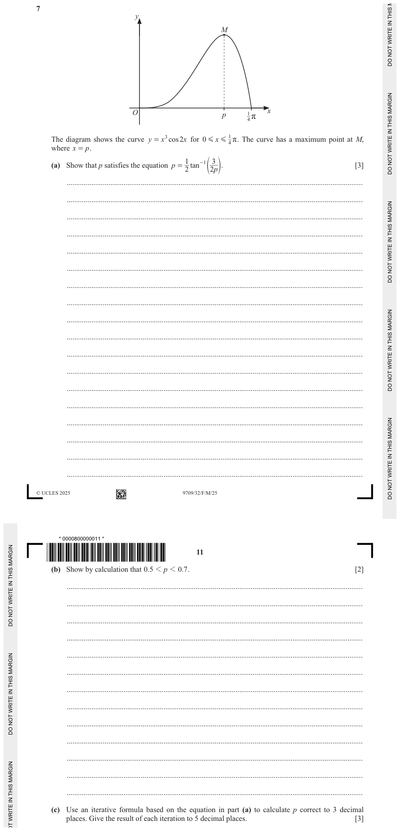 7
y
M
O
p
1/4 π
x
The diagram shows the curve y = x³ cos 2x for 0 ⩽ x ⩽ 1/4 π. The curve has a maximum point at M,
where x = p.
(a) Show that p satisfies the equation p = 1/2 tan⁻¹(3/2p). [3]
© UCLES 2025 9709/32/F/M/25
DO NOT WRITE IN THIS MARGIN
DO NOT WRITE IN THIS MARGIN
DO NOT WRITE IN THIS MARGIN
DO NOT WRITE IN THIS MARGIN
DO NOT WRITE IN THIS MARGIN
* 0000800000011 *
11
(b) Show by calculation that 0.5 < p < 0.7. [2]
(c) Use an iterative formula based on the equation in part (a) to calculate p correct to 3 decimal
places. Give the result of each iteration to 5 decimal places. [3]
DO NOT WRITE IN THIS MARGIN
DO NOT WRITE IN THIS MARGIN
T WRITE IN THIS MARGIN